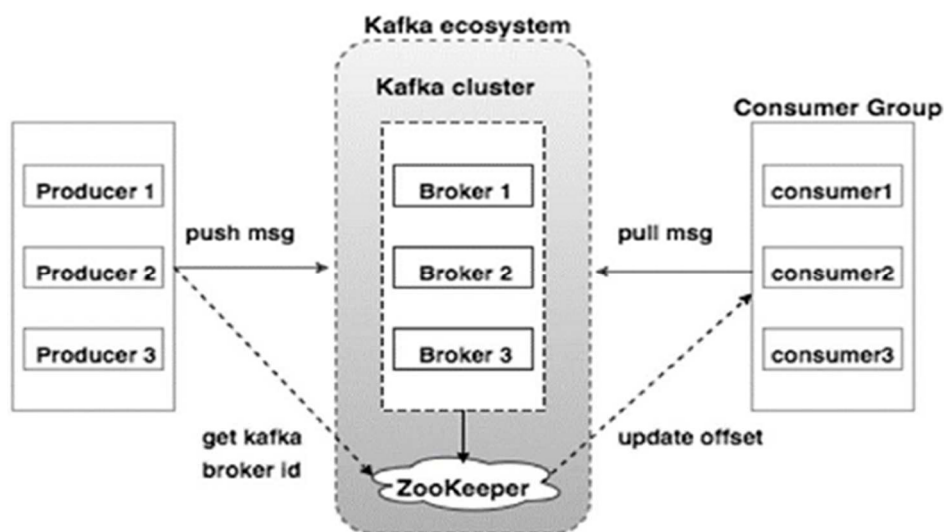 Kafka ecosystem
Kafka cluster
Consumer Group
Producer 1
Producer 2
Producer 3
push msg
get kafka
broker id
Broker 1
Broker 2
Broker 3
ZooKeeper
pull msg
update offset
consumer1
consumer2
consumer3